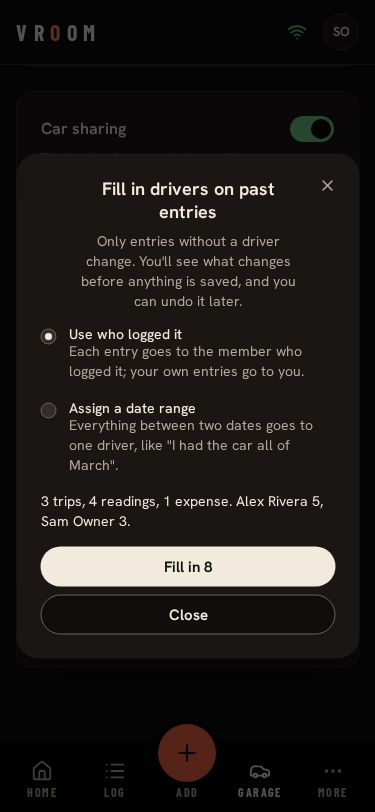 VROOM
SO
Car sharing
Fill in drivers on past
entries
Only entries without a driver
change. You'll see what changes
before anything is saved, and you
can undo it later.
Use who logged it
Each entry goes to the member who
logged it; your own entries go to you.
Assign a date range
Everything between two dates goes to
one driver, like "I had the car all of
March".
3 trips, 4 readings, 1 expense. Alex Rivera 5,
Sam Owner 3.
Fill in 8
Close
HOME
LOG
ADD
GARAGE
MORE